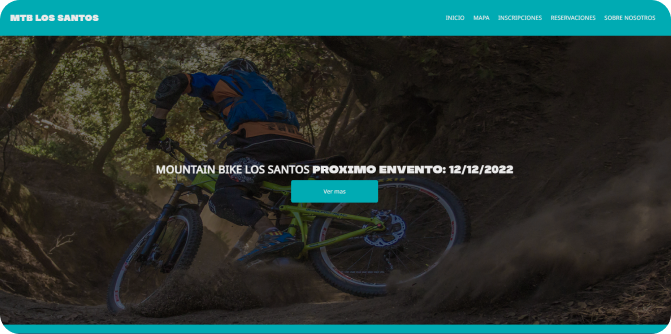 MTB LOS SANTOS
INICIO MAPA INSCRIPCIONES RESERVACIONES SOBRE NOSOTROS
MOUNTAIN BIKE LOS SANTOS PROXIMO ENVENTO: 12/12/2022
Ver mas